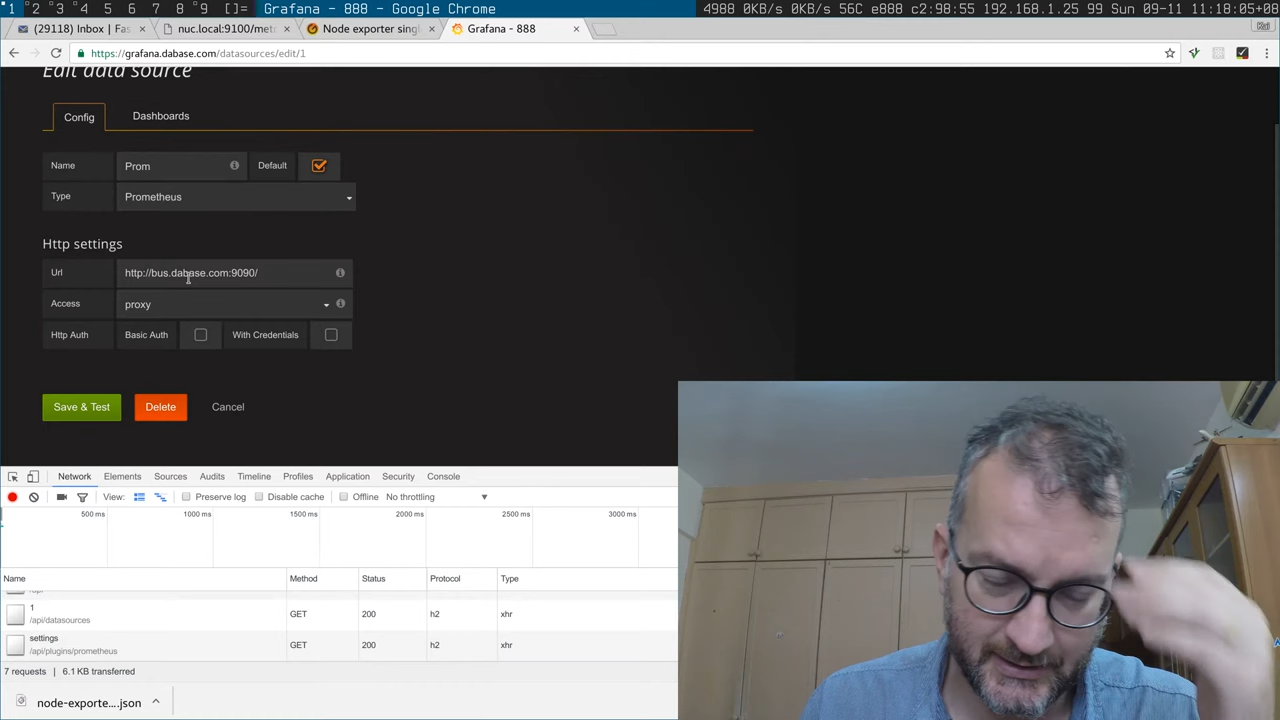 1 2 3 4 5 6 7 8 9 []= Grafana - 888 - Google Chrome 4988 0KB/s 0KB/s 56C e888 c2:98:55 192.168.1.25 99 Sun 09-11 11:18:05+08
(29118) Inbox | Fas × nuc.local:9100/met × Node exporter singl × Grafana - 888 × Kai
https://grafana.dabase.com/datasources/edit/1
Edit data source
Config Dashboards
Name Prom Default
Type Prometheus
Http settings
Url http://bus.dabase.com:9090/
Access proxy
Http Auth Basic Auth With Credentials
Save & Test Delete Cancel
Network Elements Sources Audits Timeline Profiles Application Security Console
View: Preserve log Disable cache Offline No throttling
500 ms 1000 ms 1500 ms 2000 ms 2500 ms 3000 ms
Name Method Status Protocol Type
1 GET 200 h2 xhr
/api/datasources
settings GET 200 h2 xhr
/api/plugins/prometheus
7 requests | 6.1 KB transferred
node-exporte....json